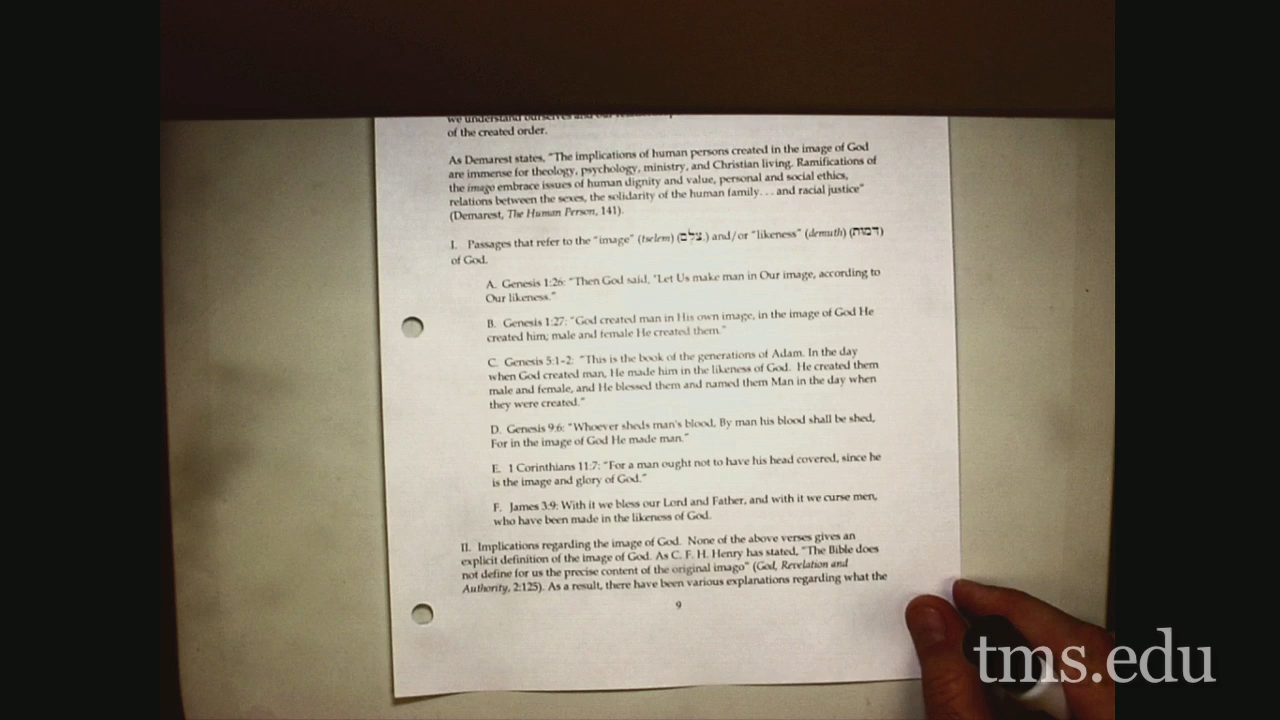 we understand ourselves and our
of the created order.
As Demarest states, “The implications of human persons created in the image of God
are immense for theology, psychology, ministry, and Christian living. Ramifications of
the imago embrace issues of human dignity and value, personal and social ethics,
relations between the sexes, the solidarity of the human family. . . and racial justice”
(Demarest, The Human Person, 141).
I. Passages that refer to the “image” (tselem) (צלם.) and/or “likeness” (demuth) (דמות)
of God.
A. Genesis 1:26: “Then God said, ‘Let Us make man in Our image, according to
Our likeness.”
B. Genesis 1:27: “God created man in His own image, in the image of God He
created him; male and female He created them.”
C. Genesis 5:1-2: “This is the book of the generations of Adam. In the day
when God created man, He made him in the likeness of God. He created them
male and female, and He blessed them and named them Man in the day when
they were created.”
D. Genesis 9:6: “Whoever sheds man's blood, By man his blood shall be shed,
For in the image of God He made man.”
E. 1 Corinthians 11:7: “For a man ought not to have his head covered, since he
is the image and glory of God.”
F. James 3:9: With it we bless our Lord and Father, and with it we curse men,
who have been made in the likeness of God.
II. Implications regarding the image of God. None of the above verses gives an
explicit definition of the image of God. As C. F. H. Henry has stated, “The Bible does
not define for us the precise content of the original imago” (God, Revelation and
Authority, 2:125). As a result, there have been various explanations regarding what the
9
tms.edu